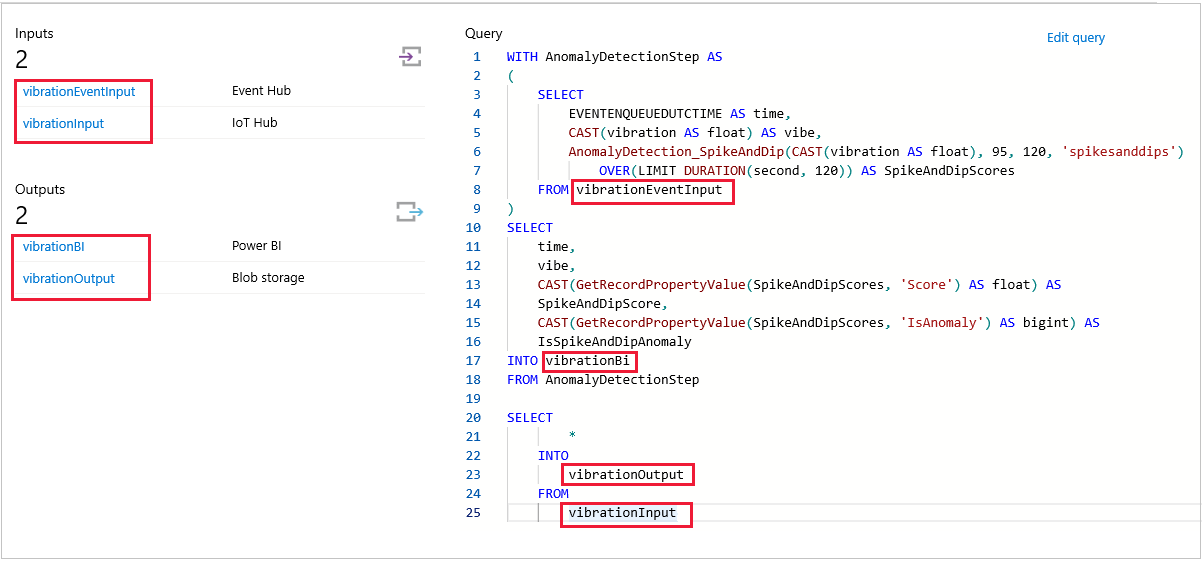 Inputs
2
vibrationEventInput Event Hub
vibrationInput IoT Hub
Outputs
2
vibrationBI Power BI
vibrationOutput Blob storage
Query
Edit query
1 WITH AnomalyDetectionStep AS
2 (
3 SELECT
4 EVENTENQUEUEDUTCTIME AS time,
5 CAST(vibration AS float) AS vibe,
6 AnomalyDetection_SpikeAndDip(CAST(vibration AS float), 95, 120, 'spikesanddips')
7 OVER(LIMIT DURATION(second, 120)) AS SpikeAndDipScores
8 FROM vibrationEventInput
9 )
10 SELECT
11 time,
12 vibe,
13 CAST(GetRecordPropertyValue(SpikeAndDipScores, 'Score') AS float) AS
14 SpikeAndDipScore,
15 CAST(GetRecordPropertyValue(SpikeAndDipScores, 'IsAnomaly') AS bigint) AS
16 IsSpikeAndDipAnomaly
17 INTO vibrationBi
18 FROM AnomalyDetectionStep
19
20 SELECT
21 *
22 INTO
23 vibrationOutput
24 FROM
25 vibrationInput